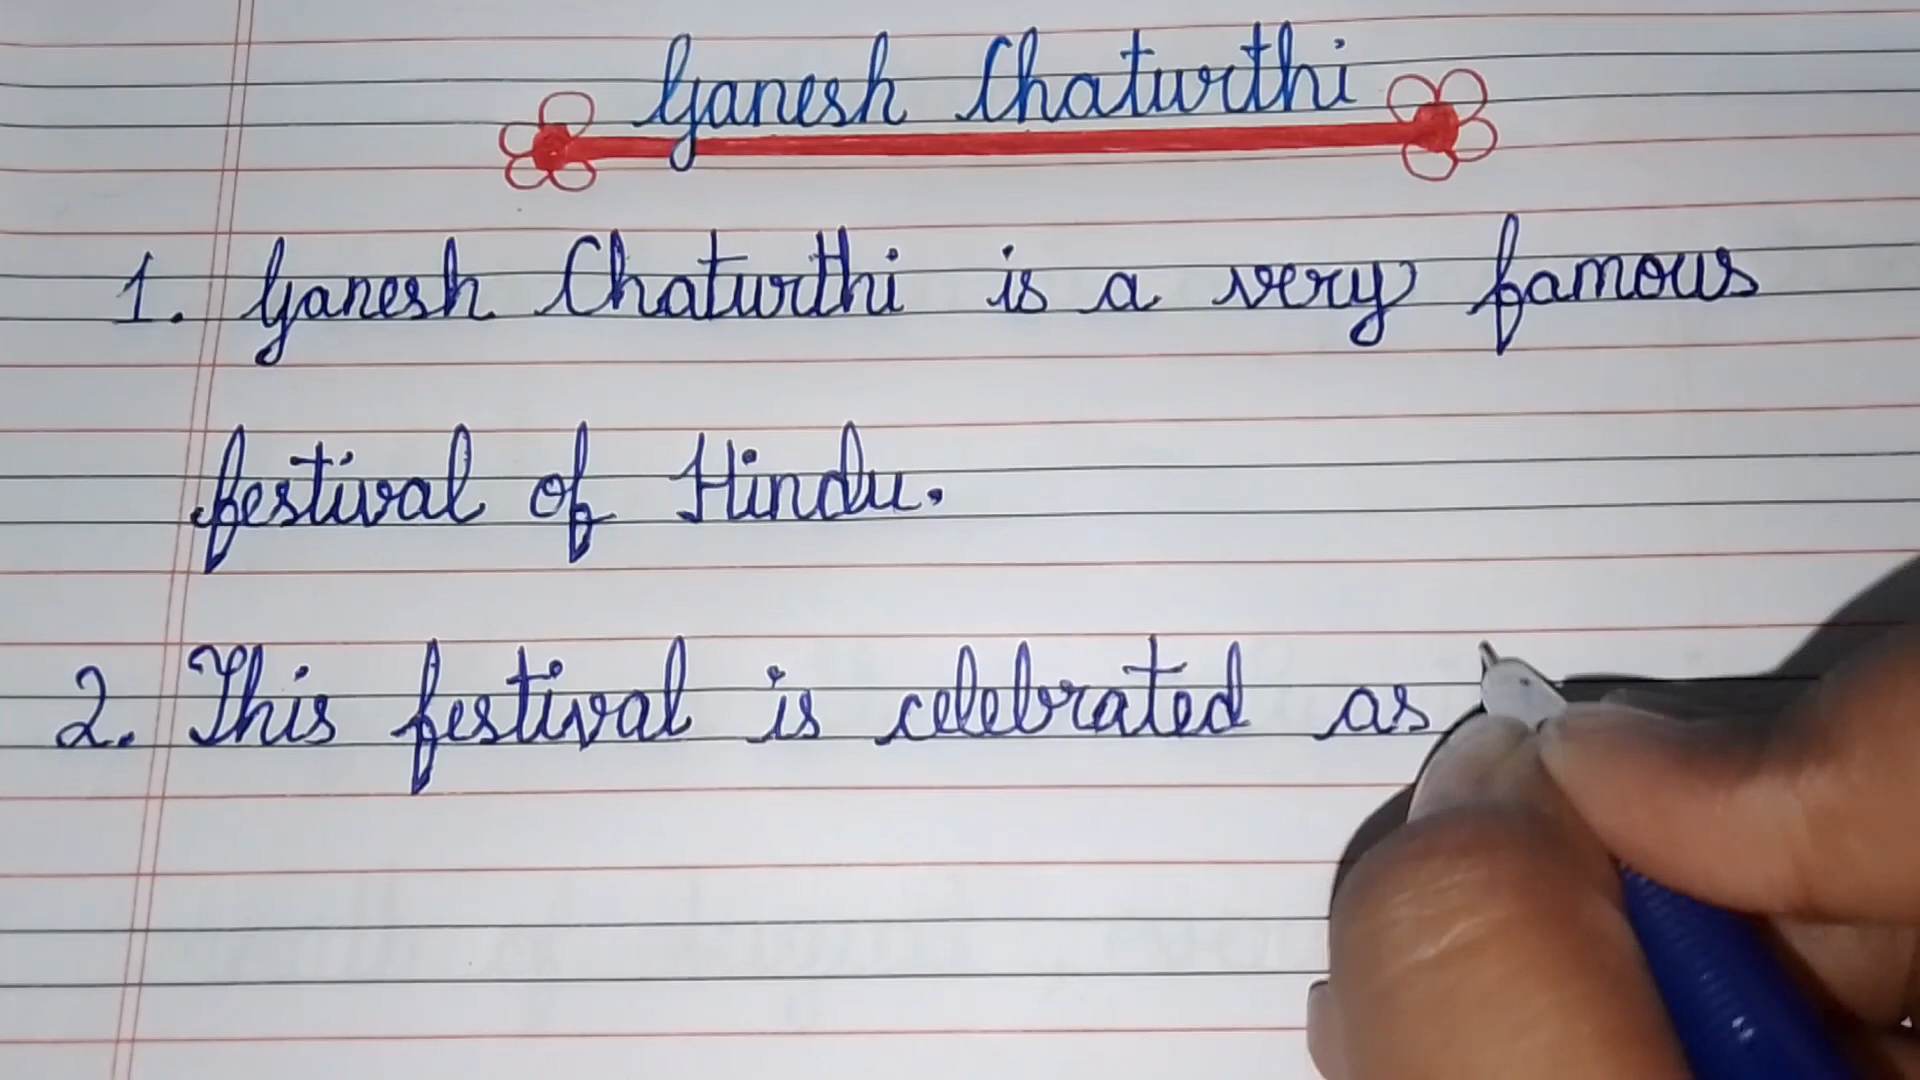 Ganesh Chaturthi
1. Ganesh Chaturthi is a very famous
festival of Hindu.
2. This festival is celebrated as